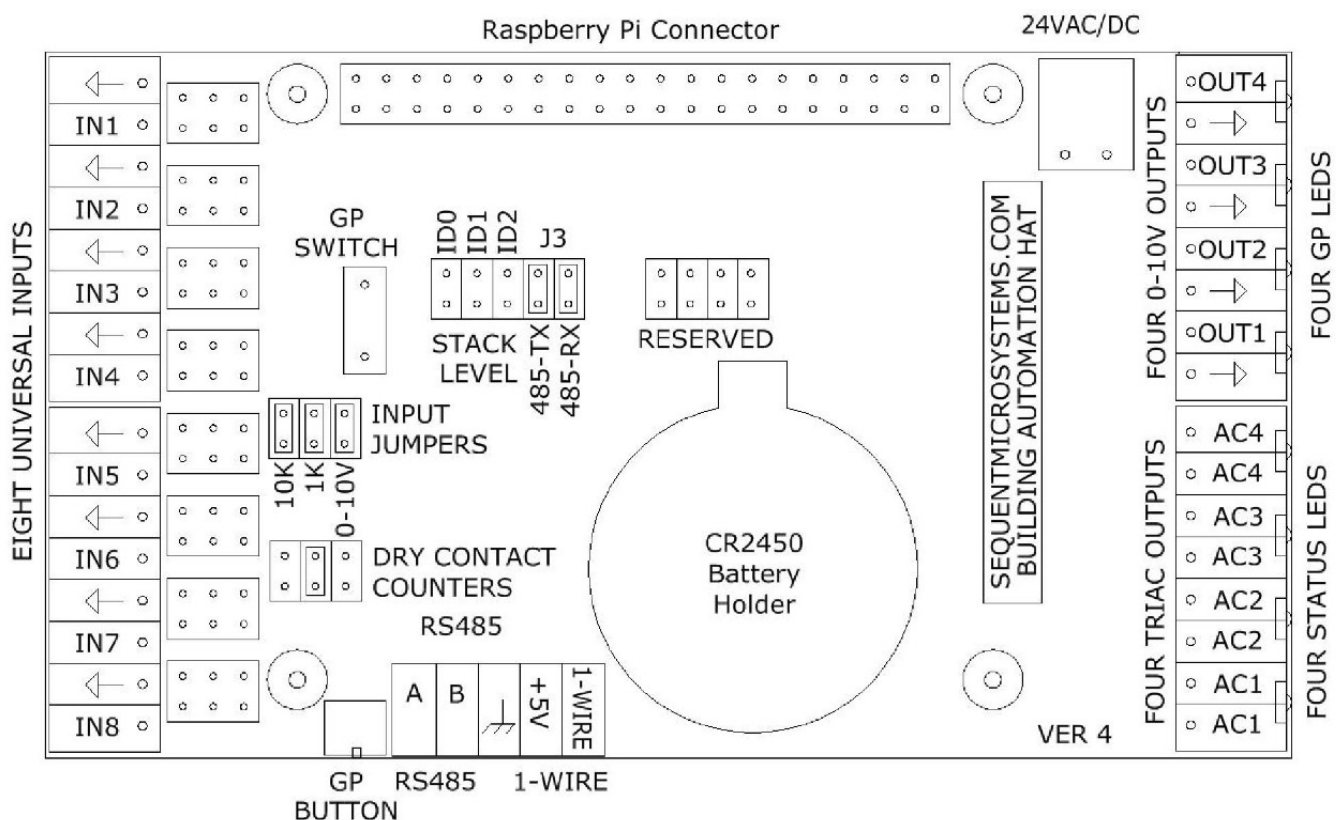 Raspberry Pi Connector
24VAC/DC
EIGHT UNIVERSAL INPUTS
IN1
IN2
IN3
IN4
IN5
IN6
IN7
IN8
GP
SWITCH
ID0
ID1
ID2
J3
STACK
LEVEL
485-TX
485-RX
RESERVED
INPUT
JUMPERS
10K
1K
0-10V
DRY CONTACT
COUNTERS
RS485
A
B
+5V
1-WIRE
GP
BUTTON
RS485
1-WIRE
CR2450
Battery
Holder
SEQUENTMICROSYSTEMS.COM
BUILDING AUTOMATION HAT
VER 4
FOUR 0-10V OUTPUTS
OUT4
OUT3
OUT2
OUT1
FOUR GP LEDS
FOUR TRIAC OUTPUTS
AC4
AC4
AC3
AC3
AC2
AC2
AC1
AC1
FOUR STATUS LEDS